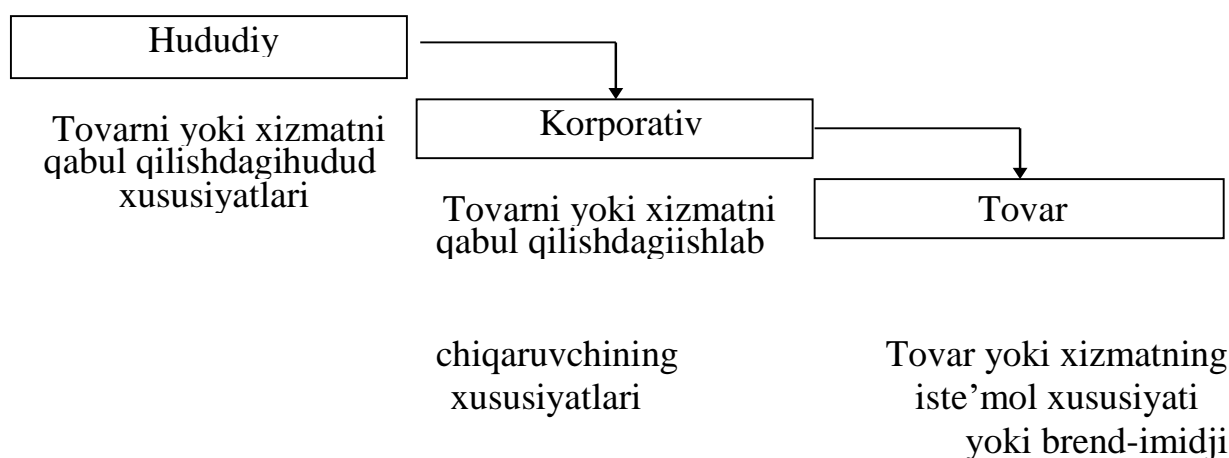 Hududiy
Tovarni yoki xizmatni
qabul qilishdagihudud
xususiyatlari
Korporativ
Tovarni yoki xizmatni
qabul qilishdagiishlab
chiqaruvchining
xususiyatlari
Tovar
Tovar yoki xizmatning
iste’mol xususiyati
yoki brend-imidji